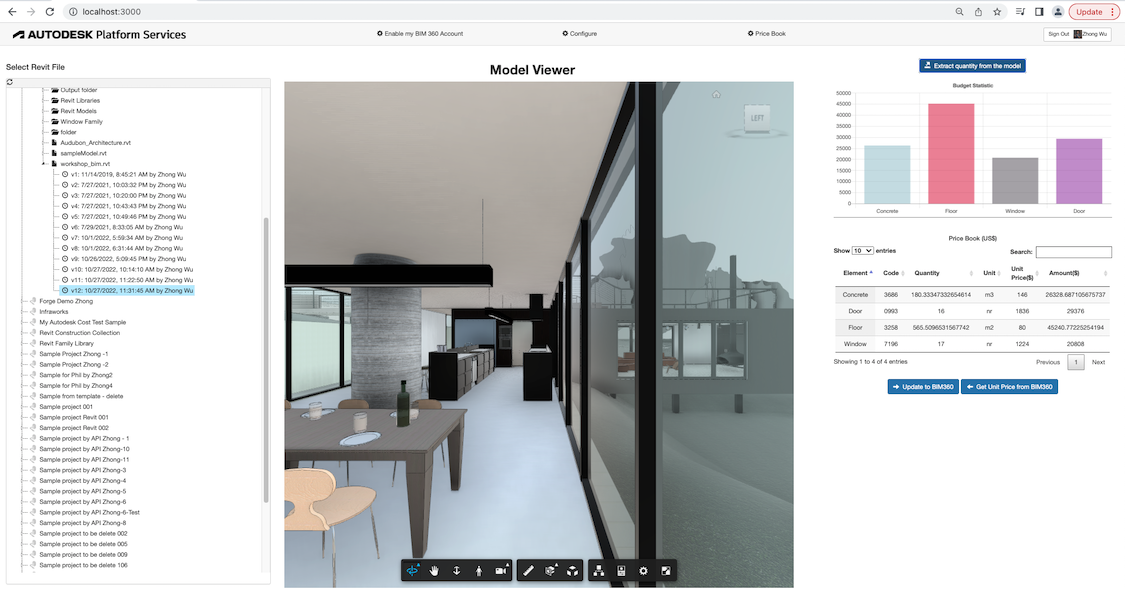 localhost:3000
Update
AUTODESK Platform Services
Enable my BIM 360 Account
Configure
Price Book
Sign Out Zhong Wu
Select Revit File
Output folder
Revit Libraries
Revit Models
Window Family
folder
Audubon_Architecture.rvt
sampleModel.rvt
workshop_bim.rvt
v1: 11/14/2019, 8:45:21 AM by Zhong Wu
v2: 7/27/2021, 10:03:32 PM by Zhong Wu
v3: 7/27/2021, 10:20:00 PM by Zhong Wu
v4: 7/27/2021, 10:43:43 PM by Zhong Wu
v5: 7/27/2021, 10:49:46 PM by Zhong Wu
v6: 7/29/2021, 8:33:05 AM by Zhong Wu
v7: 10/1/2022, 5:59:34 AM by Zhong Wu
v8: 10/1/2022, 6:31:44 AM by Zhong Wu
v9: 10/26/2022, 5:09:45 PM by Zhong Wu
v10: 10/27/2022, 10:14:10 AM by Zhong Wu
v11: 10/27/2022, 11:22:50 AM by Zhong Wu
v12: 10/27/2022, 11:31:45 AM by Zhong Wu
Forge Demo Zhong
Infraworks
My Autodesk Cost Test Sample
Revit Construction Collection
Revit Family Library
Sample Project Zhong -1
Sample Project Zhong -2
Sample for Phil by Zhong2
Sample for Phil by Zhong4
Sample from template - delete
Sample project 001
Sample project Revit 001
Sample project Revit 002
Sample project by API Zhong - 1
Sample project by API Zhong-10
Sample project by API Zhong-11
Sample project by API Zhong-3
Sample project by API Zhong-4
Sample project by API Zhong-5
Sample project by API Zhong-6
Sample project by API Zhong-6-Test
Sample project by API Zhong-8
Sample project to be delete 002
Sample project to be delete 005
Sample project to be delete 009
Sample project to be delete 106
Model Viewer
LEFT
Extract quantity from the model
Budget Statistic
50000
45000
40000
35000
30000
25000
20000
15000
10000
5000
0
Concrete Floor Window Door
Price Book (US$)
Show 10 entries
Search:
Element Code Quantity Unit Unit Price($) Amount($)
Concrete 3686 180.33347332654614 m3 146 26328.687105675737
Door 0993 16 nr 1836 29376
Floor 3258 565.5096531567742 m2 80 45240.77225254194
Window 7196 17 nr 1224 20808
Showing 1 to 4 of 4 entries
Previous 1 Next
Update to BIM360
Get Unit Price from BIM360